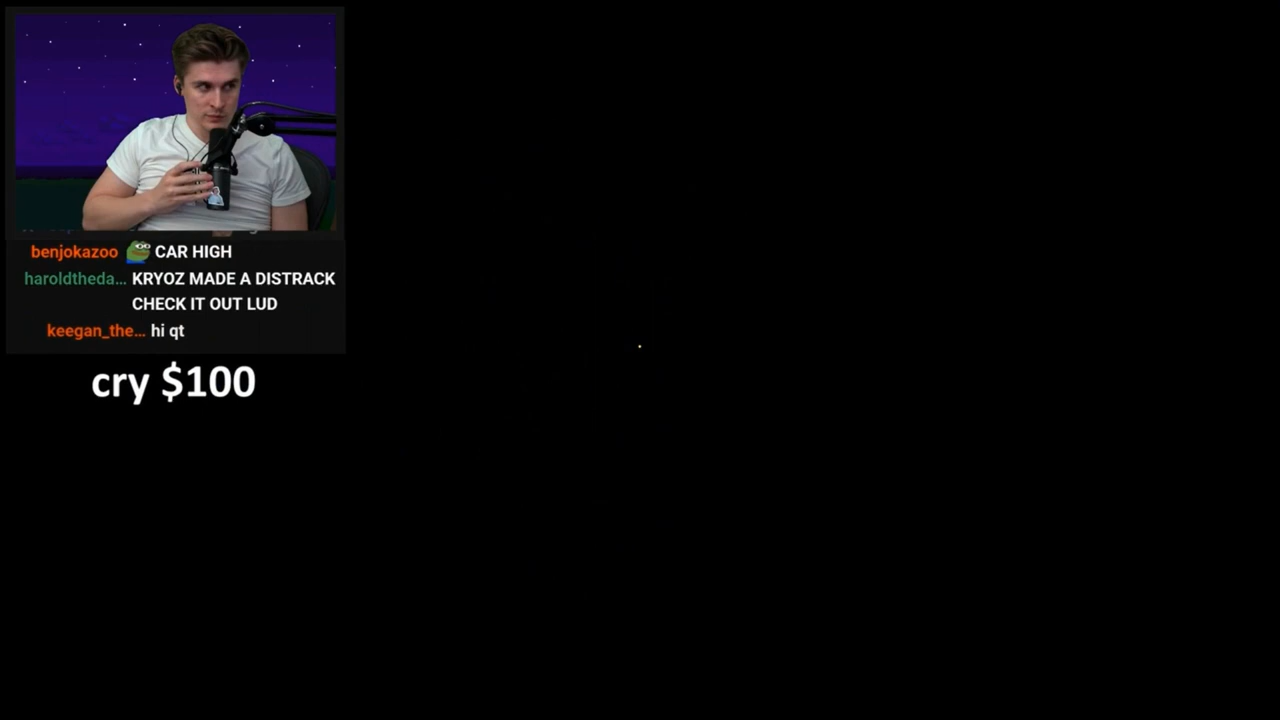 benjokazoo CAR HIGH
haroldtheda… KRYOZ MADE A DISTRACK
CHECK IT OUT LUD
keegan_the… hi qt
cry $100